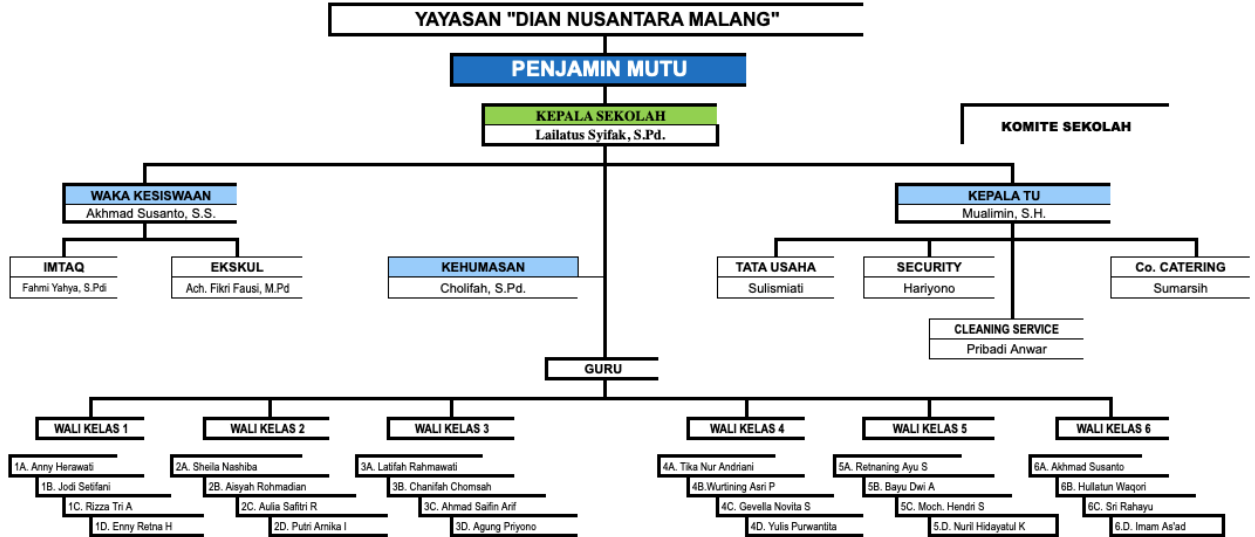 YAYASAN "DIAN NUSANTARA MALANG"
PENJAMIN MUTU
KEPALA SEKOLAH
Lailatus Syifak, S.Pd.
KOMITE SEKOLAH
WAKA KESISWAAN
Akhmad Susanto, S.S.
KEPALA TU
Mualimin, S.H.
IMTAQ
Fahmi Yahya, S.Pdi
EKSKUL
Ach. Fikri Fausi, M.Pd
KEHUMASAN
Cholifah, S.Pd.
TATA USAHA
Sulismiati
SECURITY
Hariyono
Co. CATERING
Sumarsih
CLEANING SERVICE
Pribadi Anwar
GURU
WALI KELAS 1
1A. Anny Herawati
1B. Jodi Setifani
1C. Rizza Tri A
1D. Enny Retna H
WALI KELAS 2
2A. Sheila Nashiba
2B. Aisyah Rohmadian
2C. Aulia Safitri R
2D. Putri Arnika I
WALI KELAS 3
3A. Latifah Rahmawati
3B. Chanifah Chomsah
3C. Ahmad Saifin Arif
3D. Agung Priyono
WALI KELAS 4
4A. Tika Nur Andriani
4B.Wurtining Asri P
4C. Gevella Novita S
4D. Yulis Purwantita
WALI KELAS 5
5A. Retnaning Ayu S
5B. Bayu Dwi A
5C. Moch. Hendri S
5.D. Nuril Hidayatul K
WALI KELAS 6
6A. Akhmad Susanto
6B. Hullatun Waqori
6C. Sri Rahayu
6.D. Imam As'ad